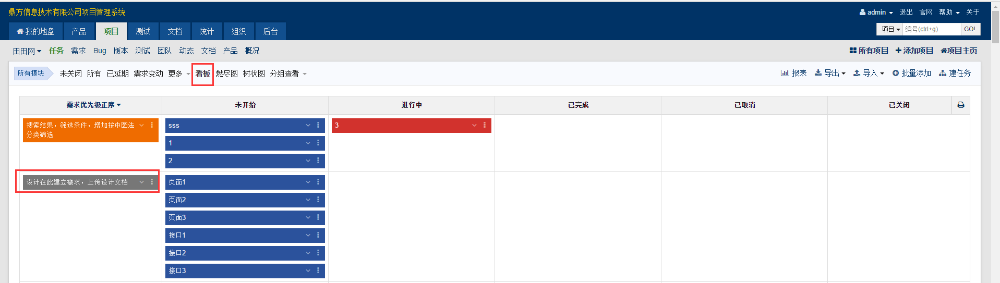 鼎方信息技术有限公司项目管理系统
admin 退出 官网 帮助 关于
我的地盘 产品 项目 测试 文档 统计 组织 后台
项目 编号(ctrl+g) GO!
田田网 任务 需求 Bug 版本 测试 团队 动态 文档 产品 概况
所有项目 添加项目 项目主页
所有模块 未关闭 所有 已延期 需求变动 更多 看板 燃尽图 树状图 分组查看
报表 导出 导入 批量添加 建任务
需求优先级正序 未开始 进行中 已完成 已取消 已关闭
搜索结果，筛选条件，增加按中图法
分类筛选
sss
1
2
3
设计在此建立需求，上传设计文档
页面1
页面2
页面3
接口1
接口2
接口3